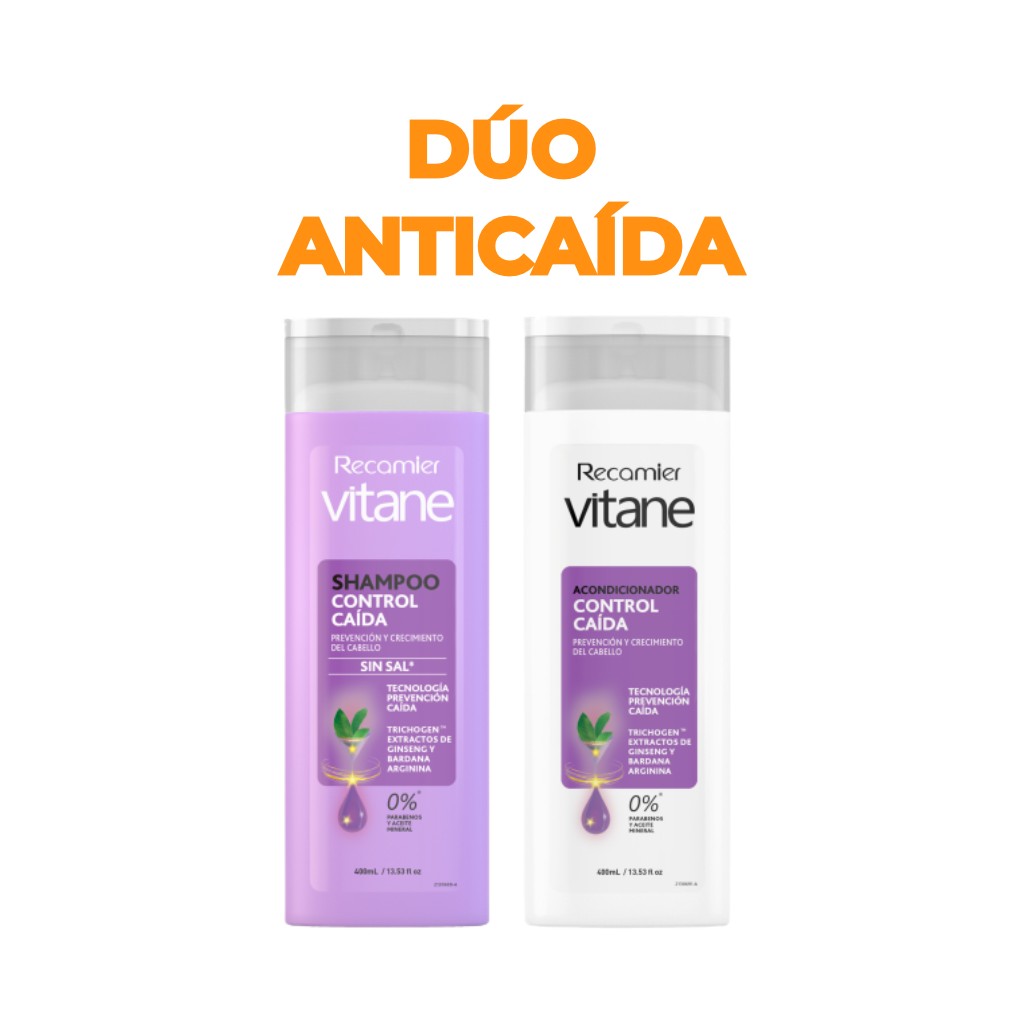 DÚO
ANTICAÍDA
Recamier
vitane
SHAMPOO
CONTROL
CAÍDA
PREVENCIÓN Y CRECIMIENTO
DEL CABELLO
SIN SAL*
TECNOLOGÍA
PREVENCIÓN
CAÍDA
TRICHOGEN™
EXTRACTOS DE
GINSENG Y
BARDANA
ARGININA
0%*
PARABENOS
Y ACEITE
MINERAL
400mL / 13.53 fl oz
Recamier
vitane
ACONDICIONADOR
CONTROL
CAÍDA
PREVENCIÓN Y CRECIMIENTO
DEL CABELLO
TECNOLOGÍA
PREVENCIÓN
CAÍDA
TRICHOGEN™
EXTRACTOS DE
GINSENG Y
BARDANA
ARGININA
0%*
PARABENOS
Y ACEITE
MINERAL
400mL / 13.53 fl oz